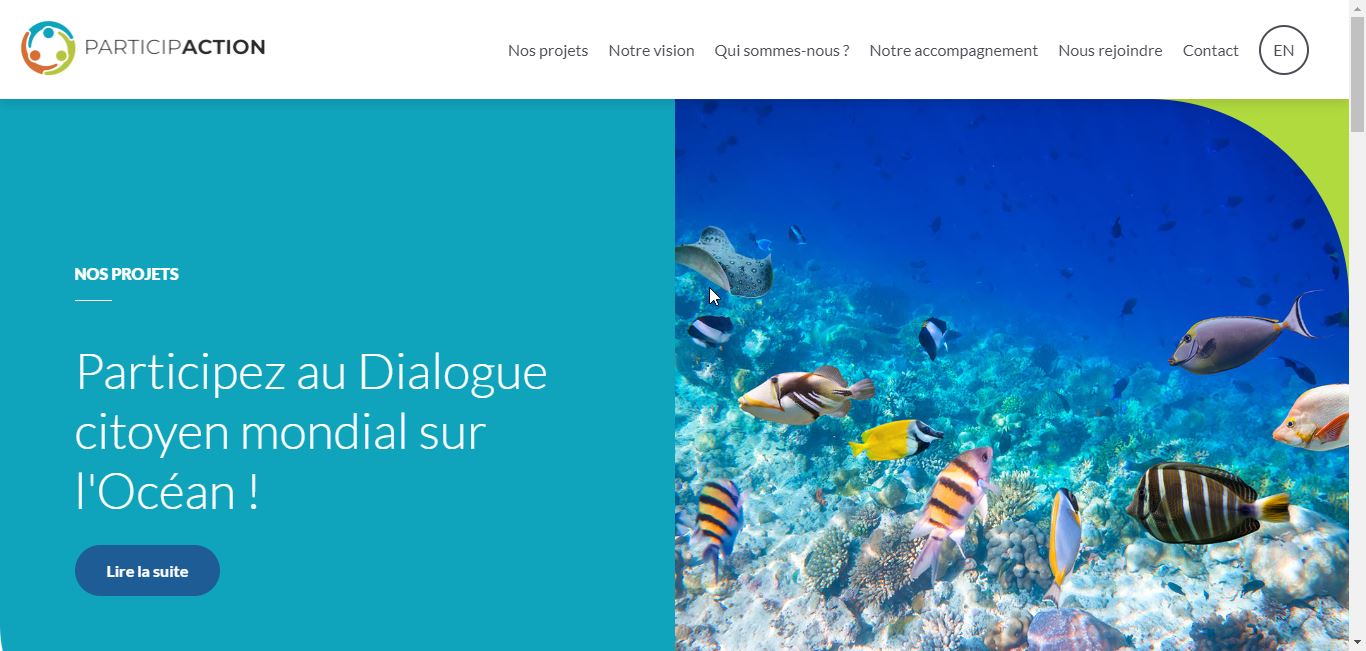 PARTICIPACTION
Nos projets Notre vision Qui sommes-nous ? Notre accompagnement Nous rejoindre Contact EN
NOS PROJETS
Participez au Dialogue
citoyen mondial sur
l'Océan !
Lire la suite